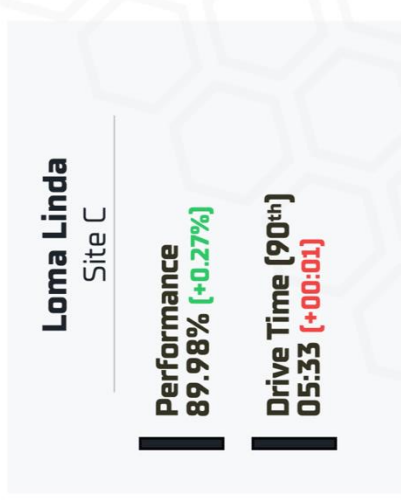 Loma Linda
Site C
Performance
89.98% (+0.27%)
Drive Time (90th)
05:33 (+00:01)